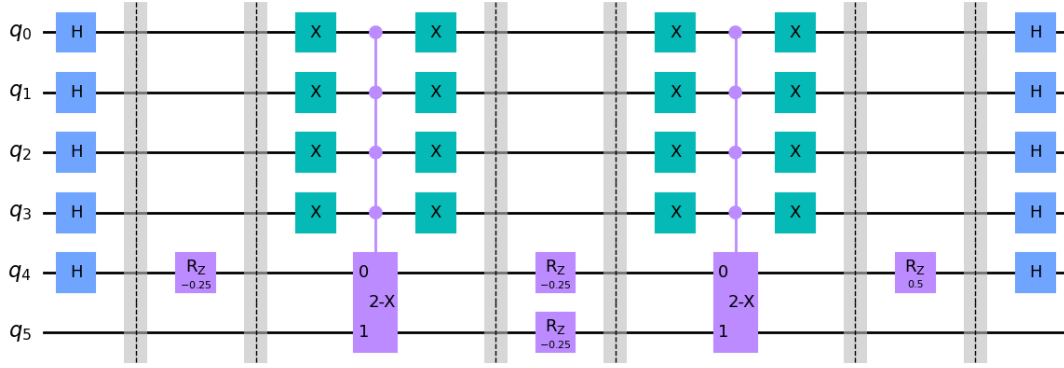 q0 H X X X X H
q1 H X X X X H
q2 H X X X X H
q3 H X X X X H
q4 H RZ -0.25 0 RZ -0.25 0 RZ 0.5 H
2-X 2-X
q5 1 RZ -0.25 1